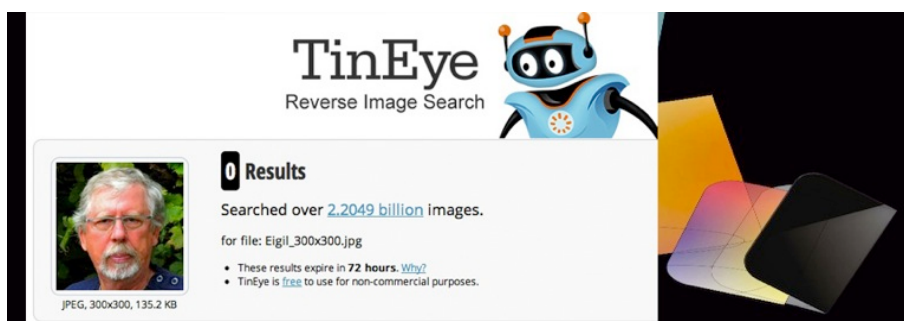 TinEye
Reverse Image Search
0 Results
Searched over 2.2049 billion images.
for file: Eigil_300x300.jpg
• These results expire in 72 hours. Why?
• TinEye is free to use for non-commercial purposes.
JPEG, 300x300, 135.2 KB